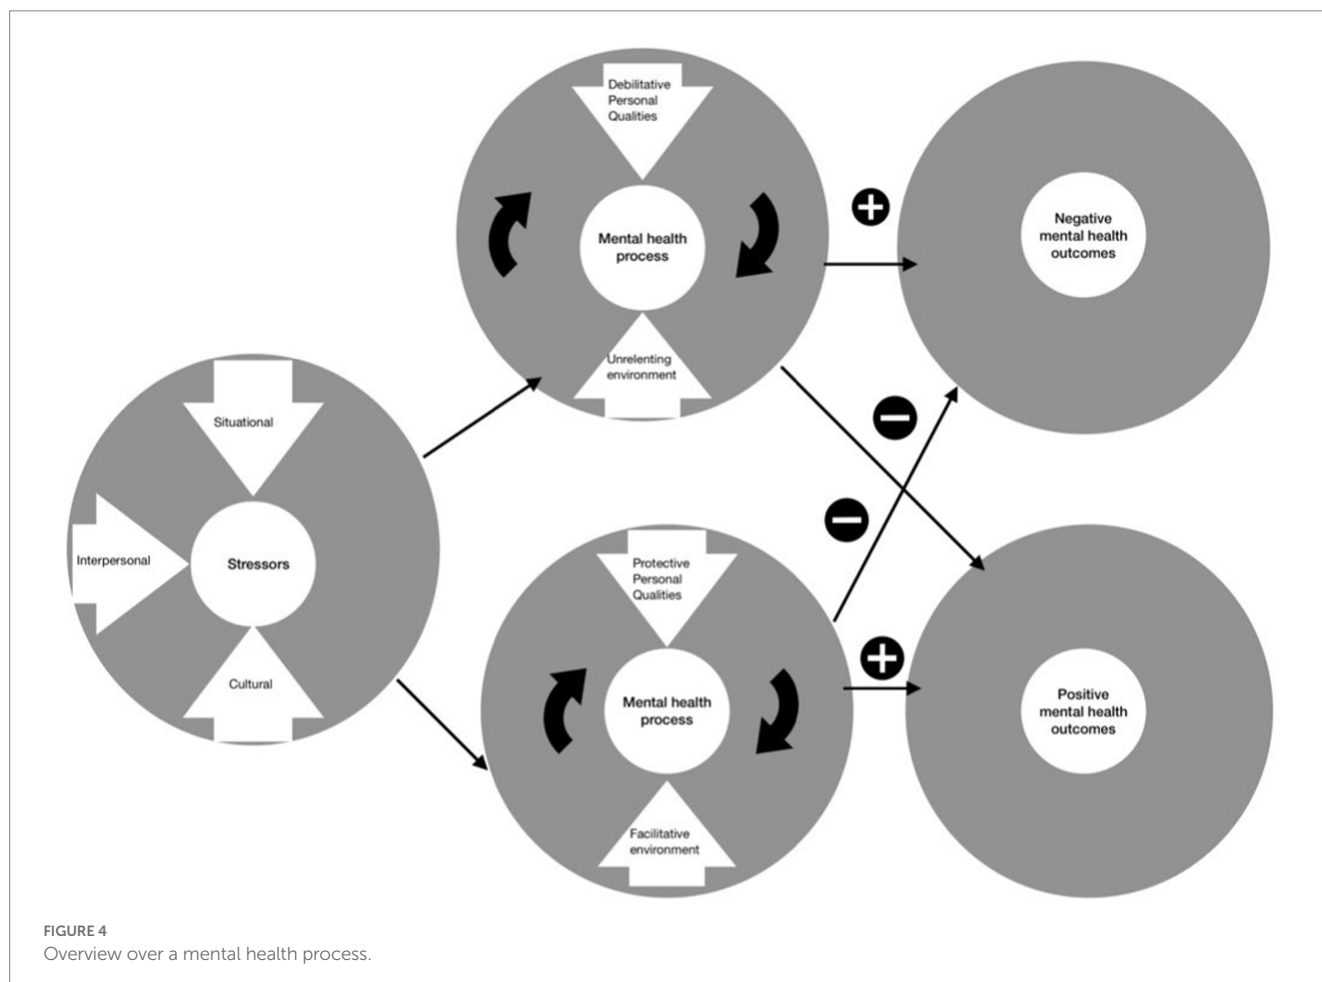 Debilitative
Personal
Qualities
Mental health
process
Unrelenting
environment
Negative
mental health
outcomes
Situational
Interpersonal
Stressors
Cultural
Protective
Personal
Qualities
Mental health
process
Facilitative
environment
Positive
mental health
outcomes
FIGURE 4
Overview over a mental health process.